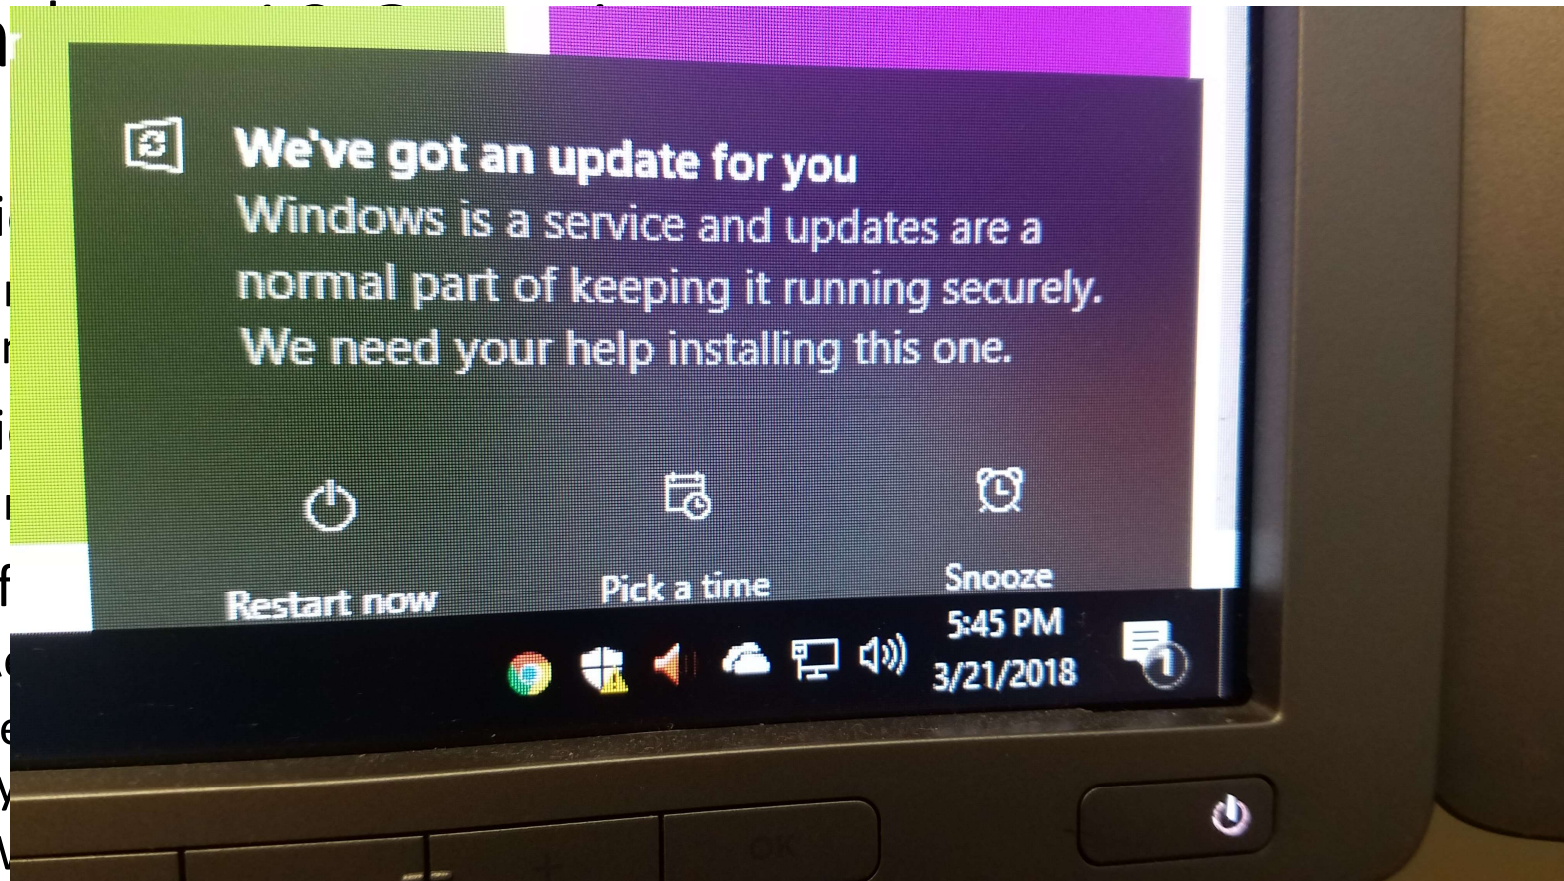 We've got an update for you
Windows is a service and updates are a
normal part of keeping it running securely.
We need your help installing this one.
Restart now
Pick a time
Snooze
5:45 PM
3/21/2018
1
OK